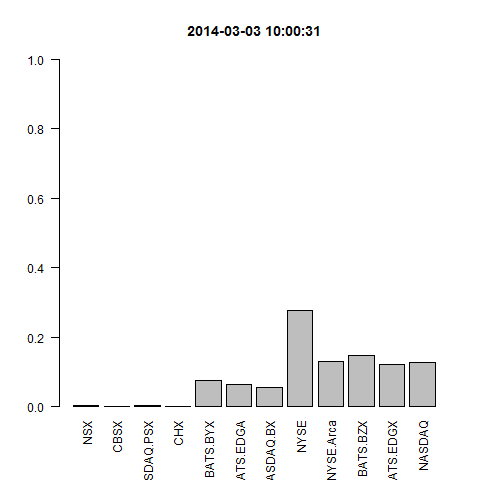 2014-03-03 10:00:31
1.0
0.8
0.6
0.4
0.2
0.0
NSX
CBSX
SDAQ.PSX
CHX
BATS.BYX
ATS.EDGA
ASDAQ.BX
NYSE
NYSE.Arca
BATS.BZX
ATS.EDGX
NASDAQ